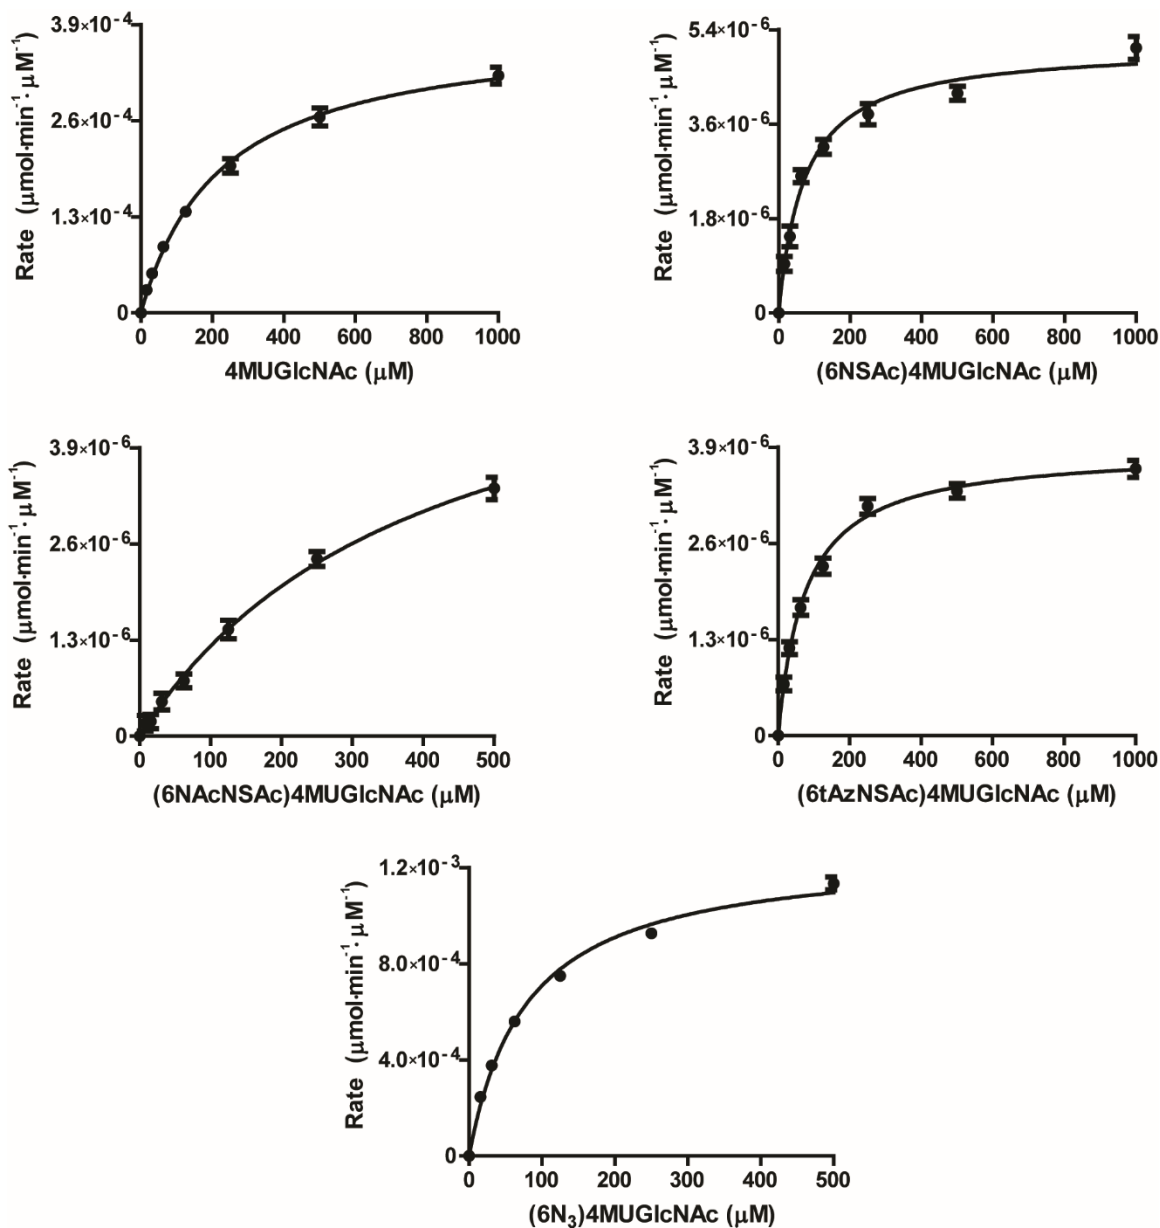 3.9×10⁻⁴
2.6×10⁻⁴
1.3×10⁻⁴
0
Rate (μmol·min⁻¹·μM⁻¹)
0 200 400 600 800 1000
4MUGlcNAc (μM)
5.4×10⁻⁶
3.6×10⁻⁶
1.8×10⁻⁶
0
Rate (μmol·min⁻¹·μM⁻¹)
0 200 400 600 800 1000
(6NSAc)4MUGlcNAc (μM)
3.9×10⁻⁶
2.6×10⁻⁶
1.3×10⁻⁶
0
Rate (μmol·min⁻¹·μM⁻¹)
0 100 200 300 400 500
(6NAcNSAc)4MUGlcNAc (μM)
3.9×10⁻⁶
2.6×10⁻⁶
1.3×10⁻⁶
0
Rate (μmol·min⁻¹·μM⁻¹)
0 200 400 600 800 1000
(6tAzNSAc)4MUGlcNAc (μM)
1.2×10⁻³
8.0×10⁻⁴
4.0×10⁻⁴
0
Rate (μmol·min⁻¹·μM⁻¹)
0 100 200 300 400 500
(6N₃)4MUGlcNAc (μM)